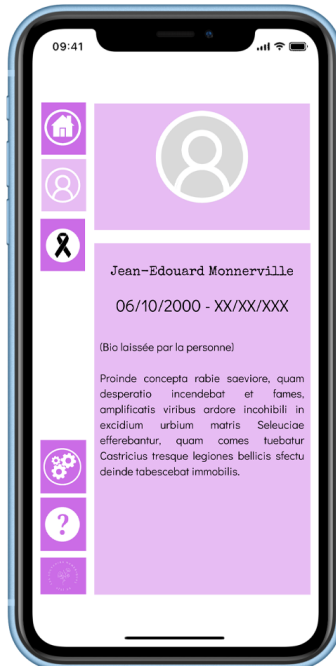 09:41
Jean-Edouard Monnerville
06/10/2000 - XX/XX/XXX
(Bio laissée par la personne)
Proinde concepta rabie saeviore, quam
desperatio incendebat et fames,
amplificatis viribus ardore incohibili in
excidium urbium matris Seleuciae
efferebantur, quam comes tuebatur
Castricius tresque legiones bellicis sfectu
deinde tabescebat immobilis.
?